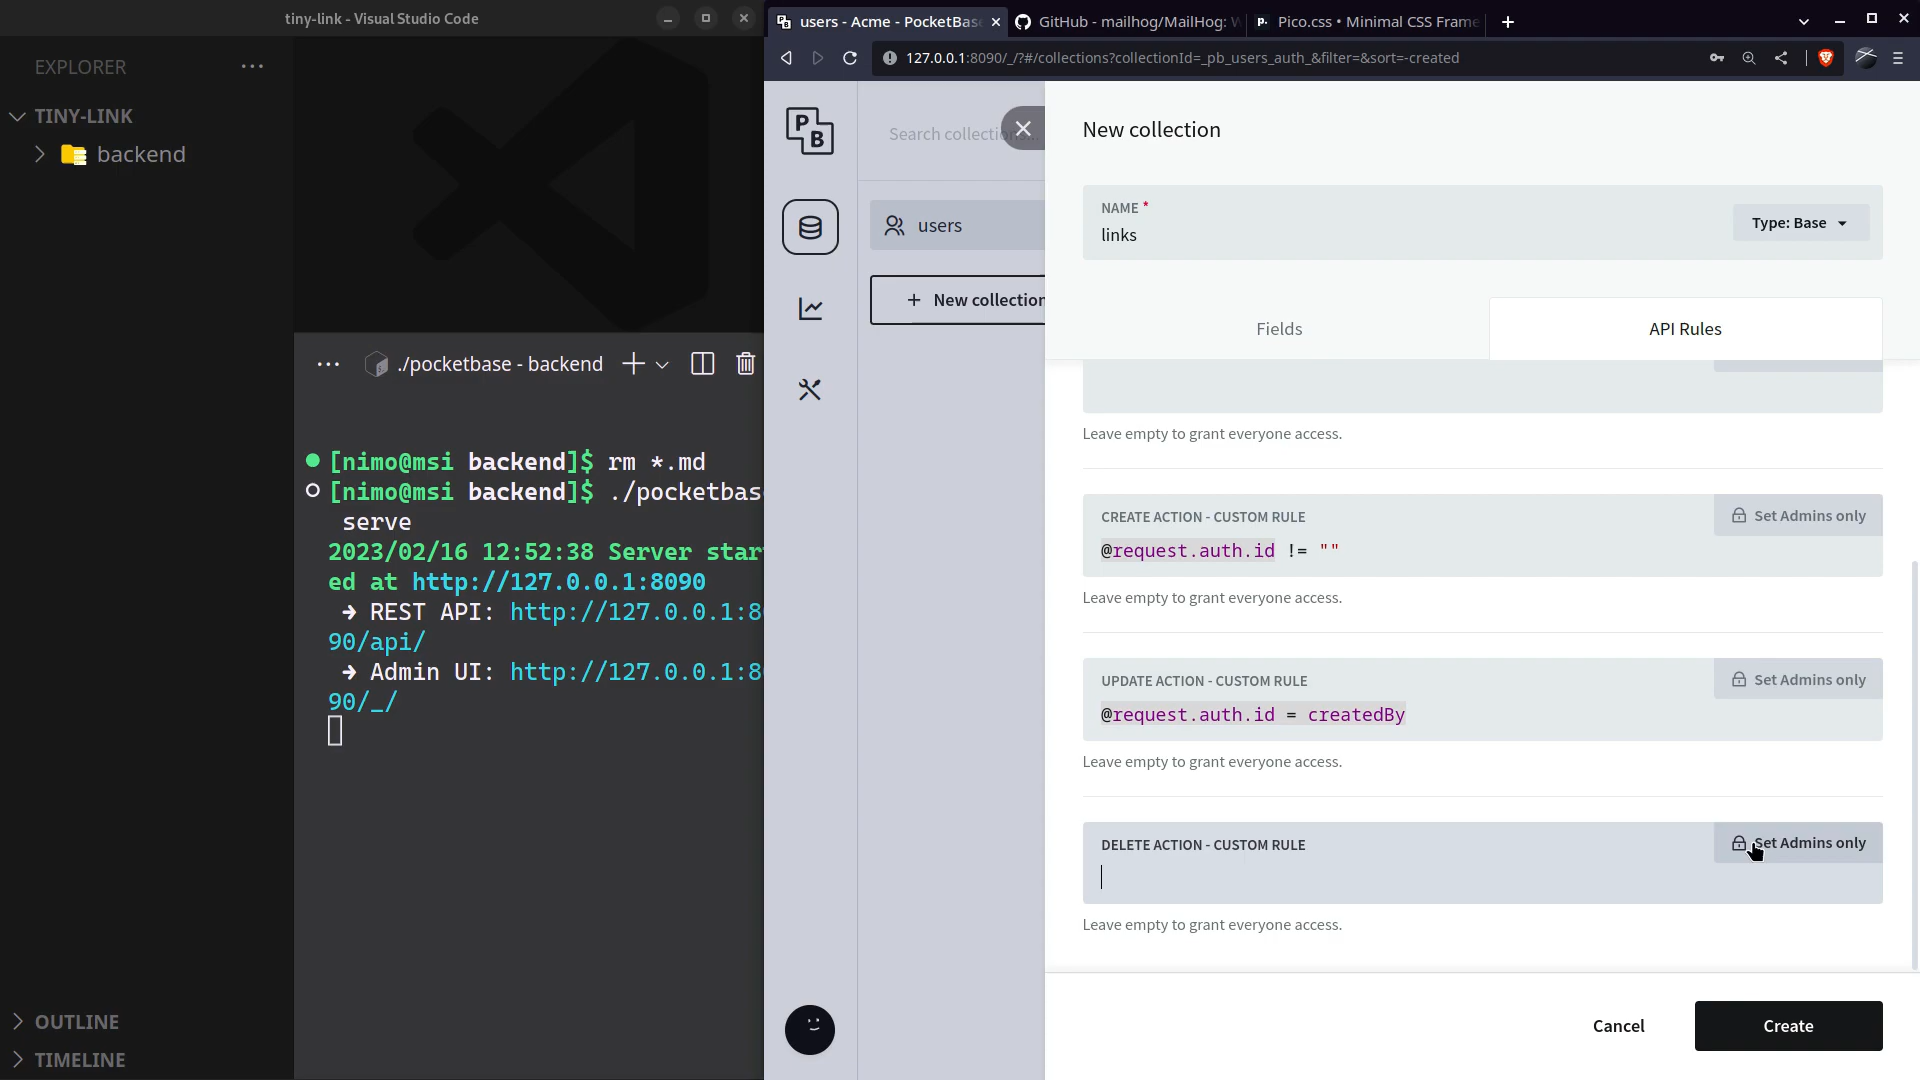 tiny-link - Visual Studio Code
EXPLORER
TINY-LINK
backend
OUTLINE
TIMELINE
./pocketbase - backend
[nimo@msi backend]$ rm *.md
[nimo@msi backend]$ ./pocketbas
serve
2023/02/16 12:52:38 Server star
ed at http://127.0.0.1:8090
➜ REST API: http://127.0.0.1:8
90/api/
➜ Admin UI: http://127.0.0.1:8
90/_/
users - Acme - PocketBas
GitHub - mailhog/MailHog: W
Pico.css • Minimal CSS Frame
127.0.0.1:8090/_/?#/collections?collectionId=_pb_users_auth_&filter=&sort=-created
PB
Search collectio
users
New collection
New collection
NAME *
links
Type: Base
Fields
API Rules
Leave empty to grant everyone access.
CREATE ACTION - CUSTOM RULE
Set Admins only
@request.auth.id != ""
Leave empty to grant everyone access.
UPDATE ACTION - CUSTOM RULE
Set Admins only
@request.auth.id = createdBy
Leave empty to grant everyone access.
DELETE ACTION - CUSTOM RULE
Set Admins only
Leave empty to grant everyone access.
Cancel
Create